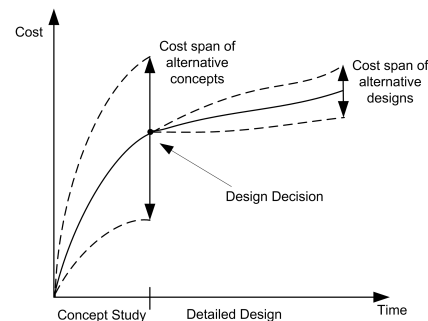 Cost
Cost span of
alternative
concepts
Cost span of
alternative
designs
Design Decision
Time
Concept Study
Detailed Design